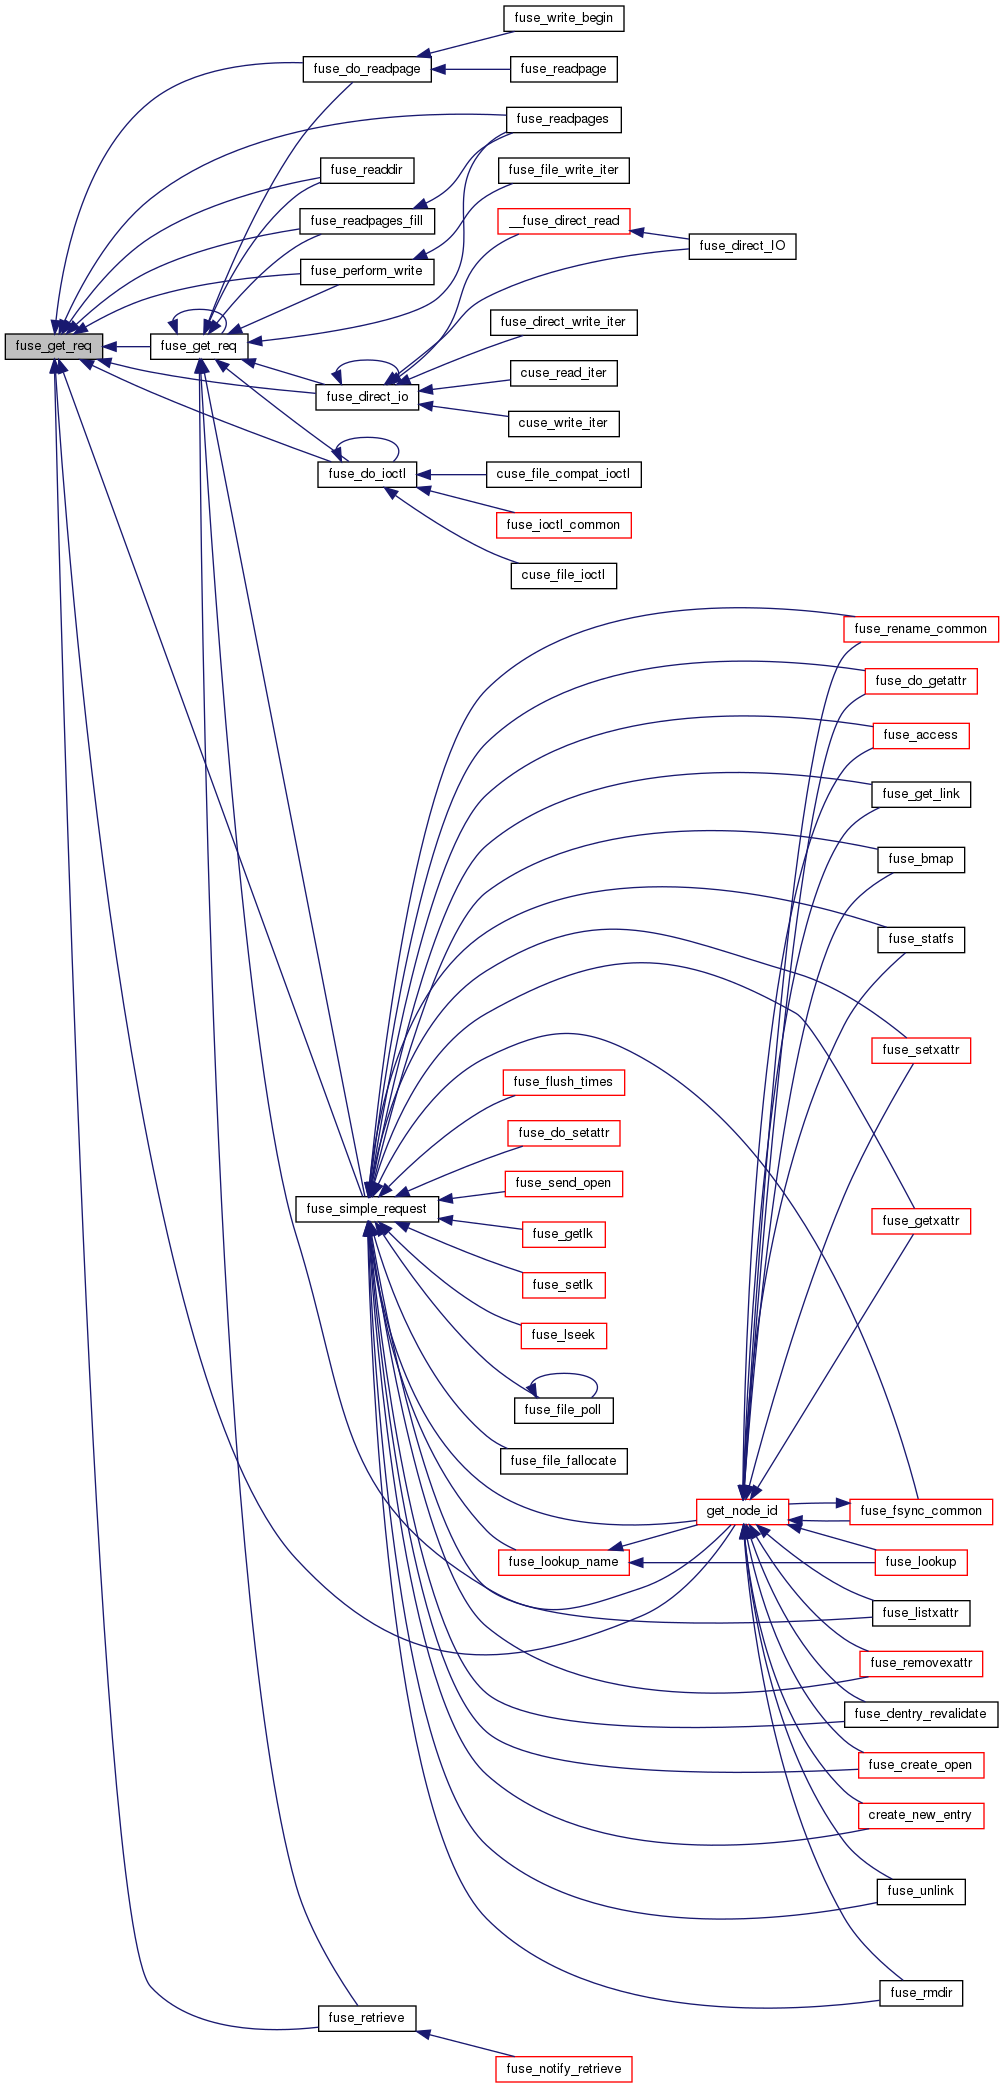 fuse_write_begin
fuse_do_readpage
fuse_readpage
fuse_readpages
fuse_readdir
fuse_file_write_iter
fuse_readpages_fill
__fuse_direct_read
fuse_direct_IO
fuse_perform_write
fuse_direct_write_iter
fuse_get_req
fuse_get_req
cuse_read_iter
fuse_direct_io
cuse_write_iter
fuse_do_ioctl
cuse_file_compat_ioctl
fuse_ioctl_common
cuse_file_ioctl
fuse_rename_common
fuse_do_getattr
fuse_access
fuse_get_link
fuse_bmap
fuse_statfs
fuse_setxattr
fuse_flush_times
fuse_do_setattr
fuse_send_open
fuse_simple_request
fuse_getxattr
fuse_getlk
fuse_setlk
fuse_lseek
fuse_file_poll
fuse_file_fallocate
get_node_id
fuse_fsync_common
fuse_lookup_name
fuse_lookup
fuse_listxattr
fuse_removexattr
fuse_dentry_revalidate
fuse_create_open
create_new_entry
fuse_unlink
fuse_rmdir
fuse_retrieve
fuse_notify_retrieve